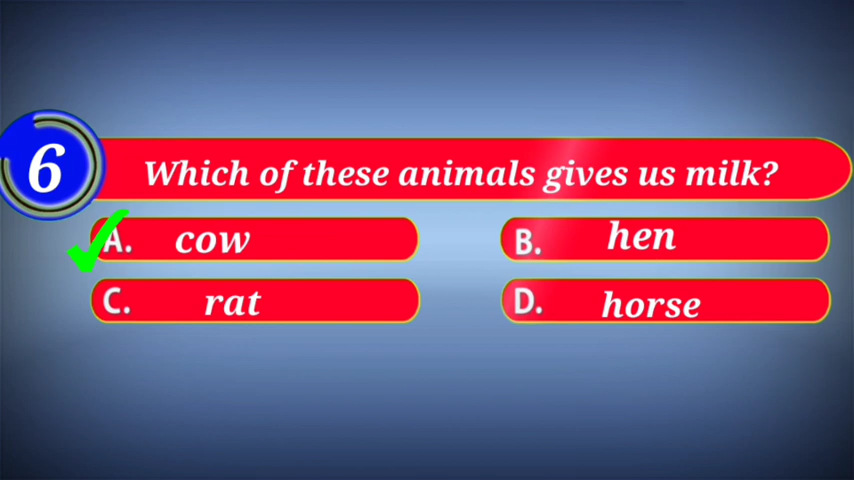 6
Which of these animals gives us milk?
A. cow
B. hen
C. rat
D. horse